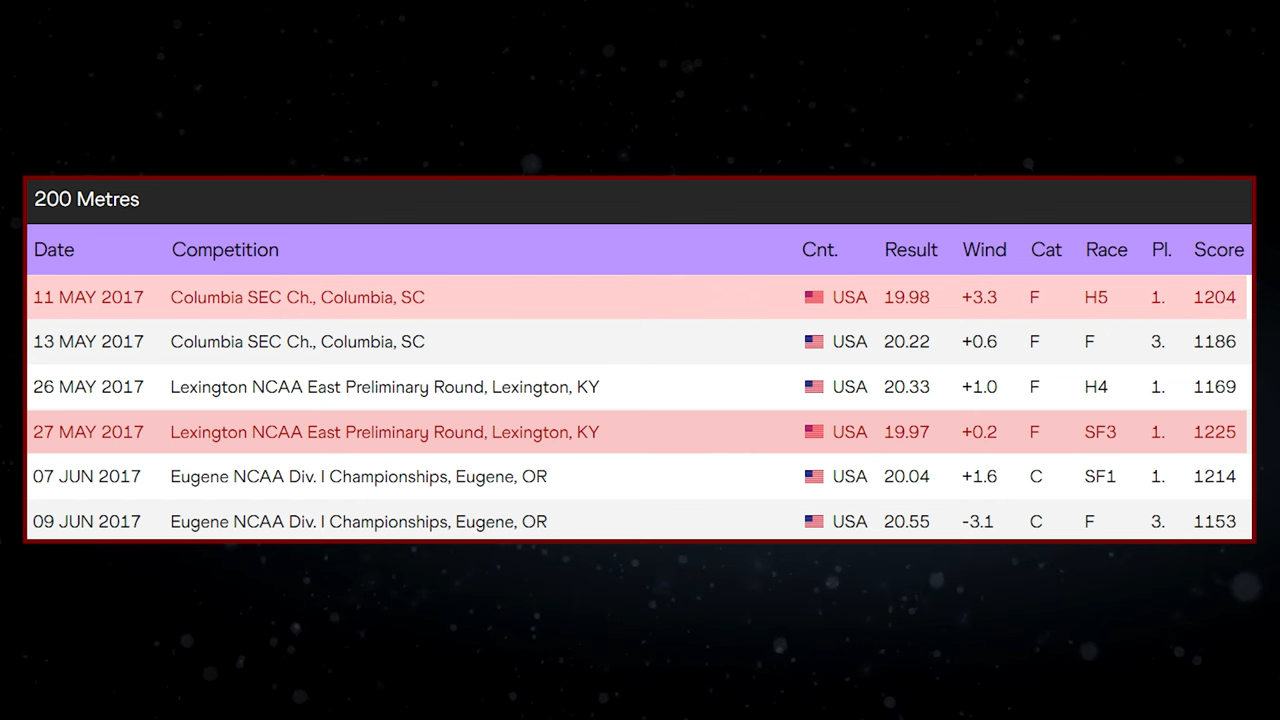 200 Metres
Date Competition Cnt. Result Wind Cat Race Pl. Score
11 MAY 2017 Columbia SEC Ch., Columbia, SC USA 19.98 +3.3 F H5 1. 1204
13 MAY 2017 Columbia SEC Ch., Columbia, SC USA 20.22 +0.6 F F 3. 1186
26 MAY 2017 Lexington NCAA East Preliminary Round, Lexington, KY USA 20.33 +1.0 F H4 1. 1169
27 MAY 2017 Lexington NCAA East Preliminary Round, Lexington, KY USA 19.97 +0.2 F SF3 1. 1225
07 JUN 2017 Eugene NCAA Div. I Championships, Eugene, OR USA 20.04 +1.6 C SF1 1. 1214
09 JUN 2017 Eugene NCAA Div. I Championships, Eugene, OR USA 20.55 -3.1 C F 3. 1153